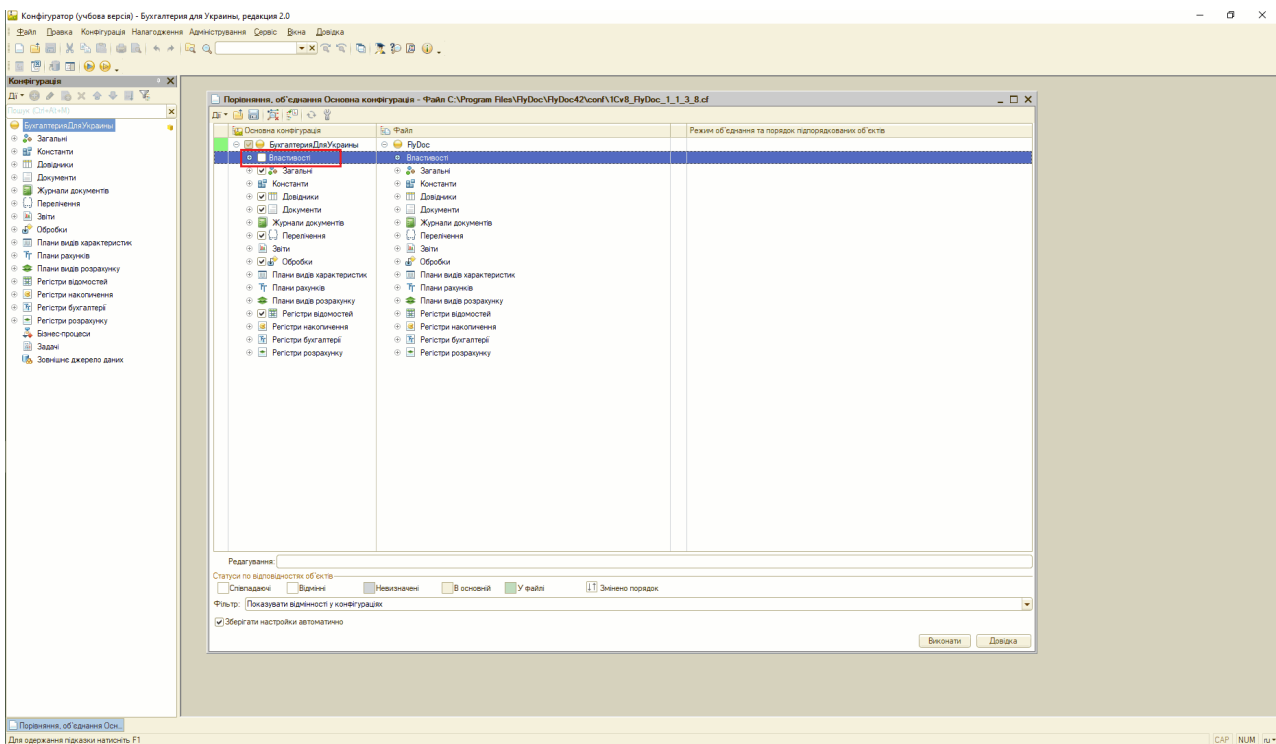 Конфігуратор (учбова версія) - Бухгалтерия для Украины, редакция 2.0
Файл Правка Конфігурація Налагодження Адміністрування Сервіс Вікна Довідка
Конфігурація
Дії
Пошук (Ctrl+Alt+M)
БухгалтерияДляУкраины
Загальні
Константи
Довідники
Документи
Журнали документів
Перелічення
Звіти
Обробки
Плани видів характеристик
Плани рахунків
Плани видів розрахунку
Регістри відомостей
Регістри накопичення
Регістри бухгалтерії
Регістри розрахунку
Бізнес-процеси
Задачі
Зовнішнє джерело даних
Порівняння, об'єднання Основна конфігурація - Файл C:\Program Files\FlyDoc\FlyDoc42\conf\1Cv8_FlyDoc_1_1_3_8.cf
Дії
Основна конфігурація Файл Режим об'єднання та порядок підпорядкованих об'єктів
БухгалтерияДляУкраины FlyDoc
Властивості Властивості
Загальні Загальні
Константи Константи
Довідники Довідники
Документи Документи
Журнали документів Журнали документів
Перелічення Перелічення
Звіти Звіти
Обробки Обробки
Плани видів характеристик Плани видів характеристик
Плани рахунків Плани рахунків
Плани видів розрахунку Плани видів розрахунку
Регістри відомостей Регістри відомостей
Регістри накопичення Регістри накопичення
Регістри бухгалтерії Регістри бухгалтерії
Регістри розрахунку Регістри розрахунку
Редагування:
Статуси по відповідностях об'єктів
Співпадаючі Відмінні Невизначені В основній У файлі Змінено порядок
Фільтр: Показувати відмінності у конфігураціях
Зберігати настройки автоматично
Виконати Довідка
Порівняння, об'єднання Осн...
Для одержання підказки натисніть F1
CAP NUM ru